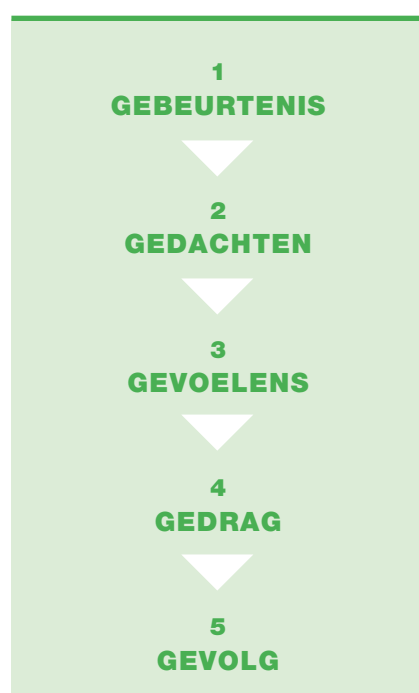 1
GEBEURTENIS
2
GEDACHTEN
3
GEVOELENS
4
GEDRAG
5
GEVOLG